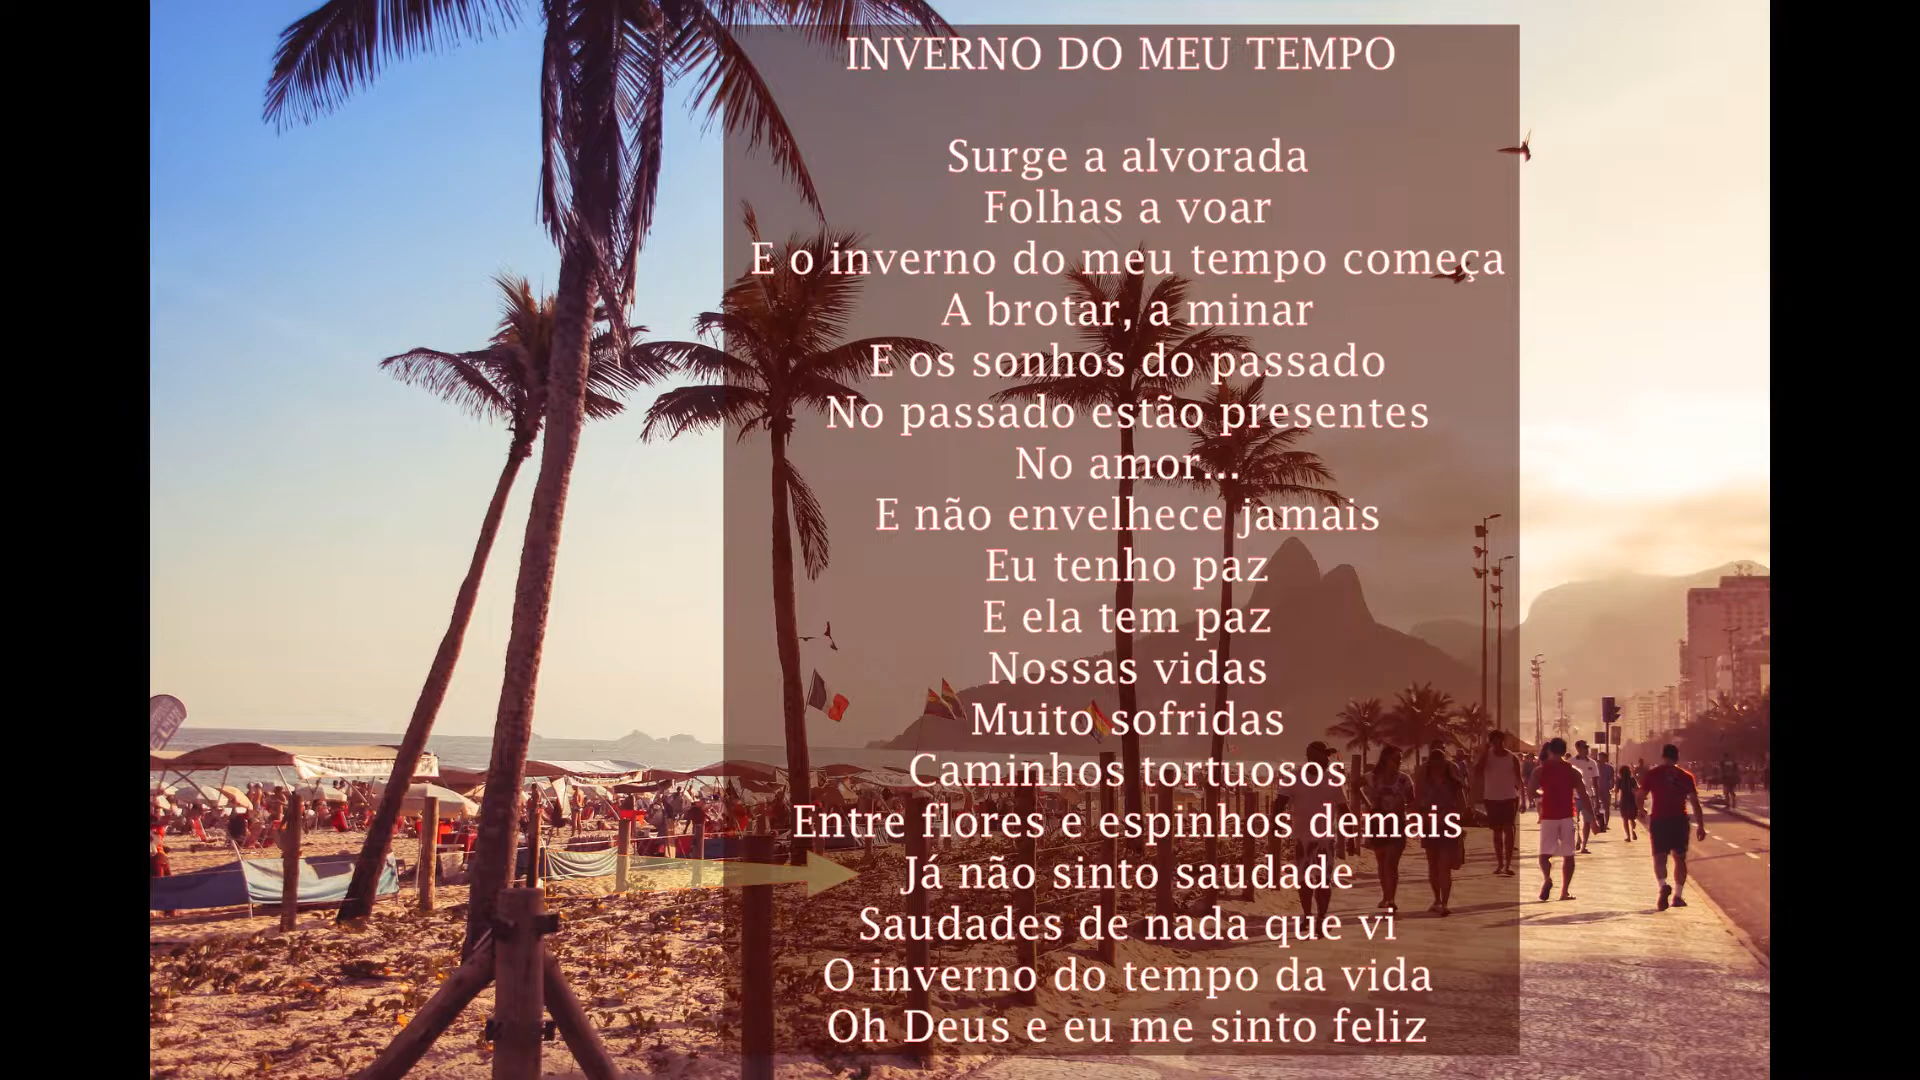 INVERNO DO MEU TEMPO
Surge a alvorada
Folhas a voar
E o inverno do meu tempo começa
A brotar, a minar
E os sonhos do passado
No passado estão presentes
No amor...
E não envelhece jamais
Eu tenho paz
E ela tem paz
Nossas vidas
Muito sofridas
Caminhos tortuosos
Entre flores e espinhos demais
Já não sinto saudade
Saudades de nada que vi
O inverno do tempo da vida
Oh Deus e eu me sinto feliz